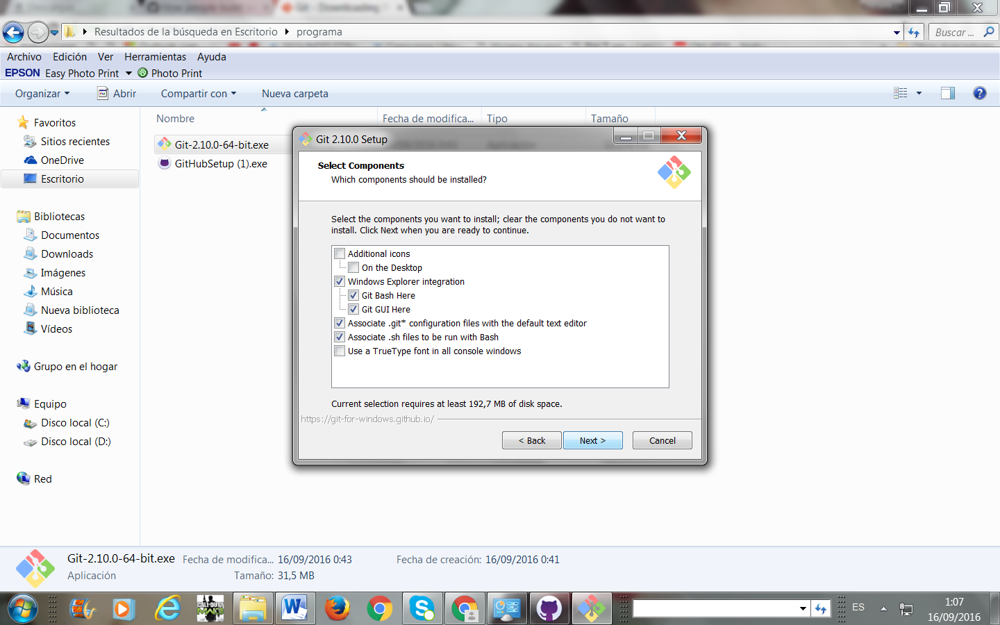 Resultados de la búsqueda en Escritorio programa
Buscar ...
Archivo Edición Ver Herramientas Ayuda
EPSON Easy Photo Print Photo Print
Organizar Abrir Compartir con Nueva carpeta
Nombre Fecha de modifica... Tipo Tamaño
Favoritos
Sitios recientes
OneDrive
Escritorio
Bibliotecas
Documentos
Downloads
Imágenes
Música
Nueva biblioteca
Vídeos
Grupo en el hogar
Equipo
Disco local (C:)
Disco local (D:)
Red
Git-2.10.0-64-bit.exe
GitHubSetup (1).exe
Git 2.10.0 Setup
Select Components
Which components should be installed?
Select the components you want to install; clear the components you do not want to
install. Click Next when you are ready to continue.
Additional icons
On the Desktop
Windows Explorer integration
Git Bash Here
Git GUI Here
Associate .git* configuration files with the default text editor
Associate .sh files to be run with Bash
Use a TrueType font in all console windows
Current selection requires at least 192,7 MB of disk space.
https://git-for-windows.github.io/
< Back Next > Cancel
Git-2.10.0-64-bit.exe Fecha de modifica... 16/09/2016 0:43 Fecha de creación: 16/09/2016 0:41
Aplicación Tamaño: 31,5 MB
ES
1:07
16/09/2016